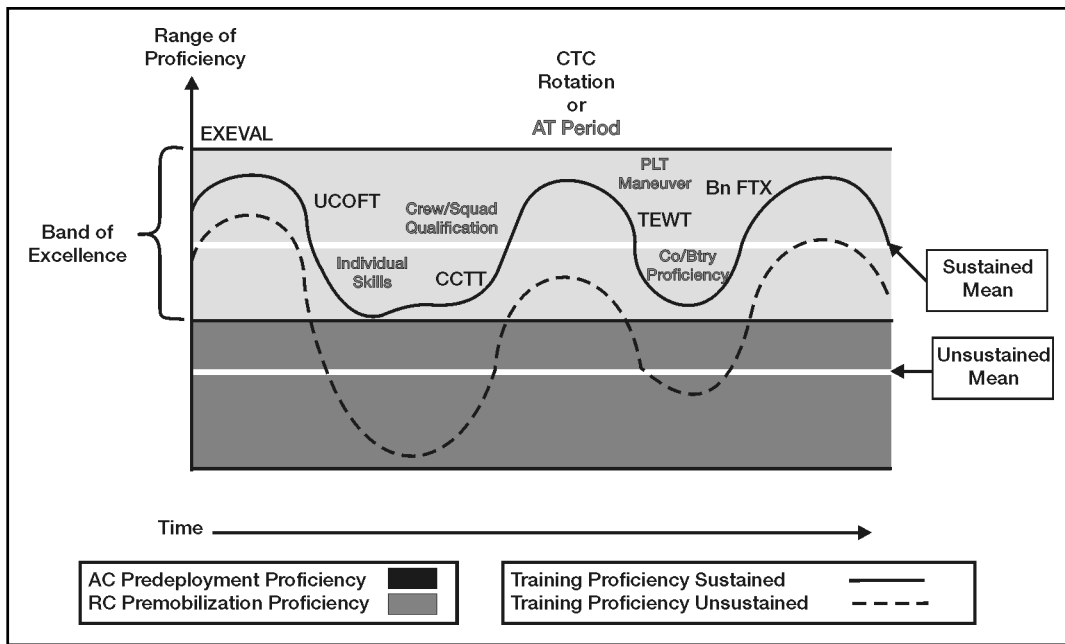 Range of
Proficiency
CTC
Rotation
or
AT Period
EXEVAL
PLT
Maneuver
Bn FTX
UCOFT
Crew/Squad
Qualification
TEWT
Band of
Excellence
Individual
Skills
CCTT
Co/Btry
Proficiency
Sustained
Mean
Unsustained
Mean
Time
AC Predeployment Proficiency
RC Premobilization Proficiency
Training Proficiency Sustained
Training Proficiency Unsustained